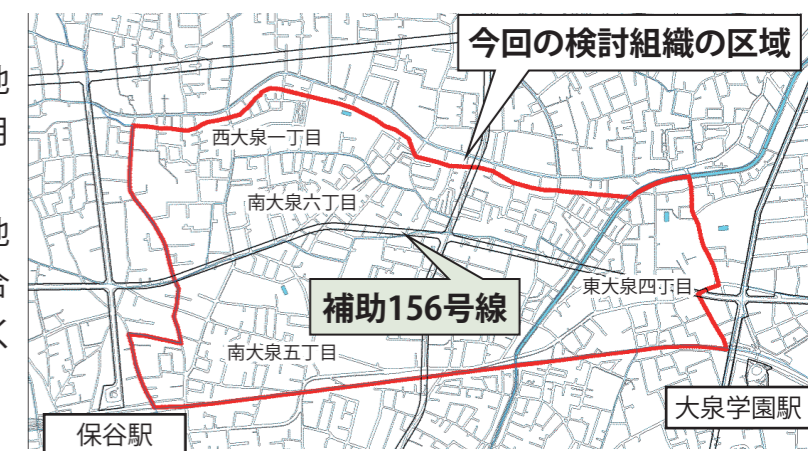 地
今回の検討組織の区域
西大泉一丁目
南大泉六丁目
地
補助156号線
東大泉四丁目
南大泉五丁目
大泉学園駅
保谷駅